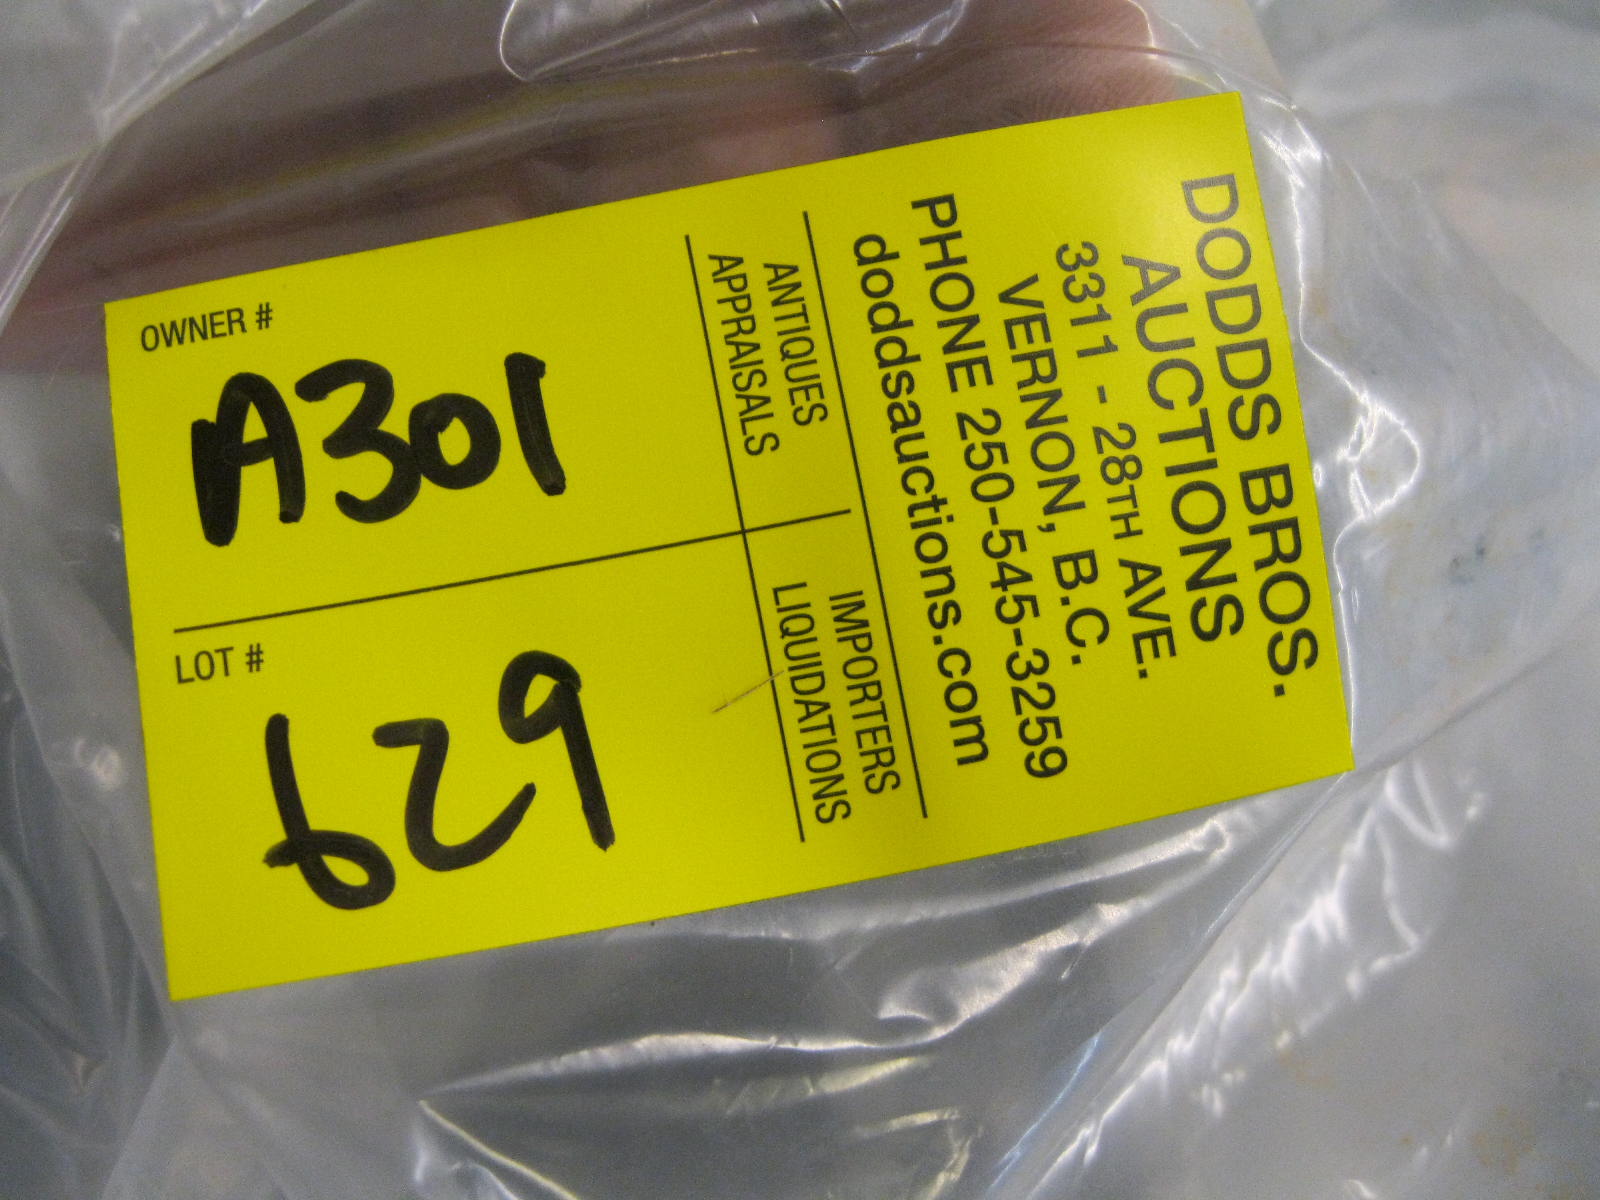 DODDS BROS.
AUCTIONS
3311 - 28TH AVE.
VERNON, B.C.
PHONE 250-545-3259
doddsauctions.com
ANTIQUES
APPRAISALS
IMPORTERS
LIQUIDATIONS
OWNER #
A301
LOT #
629